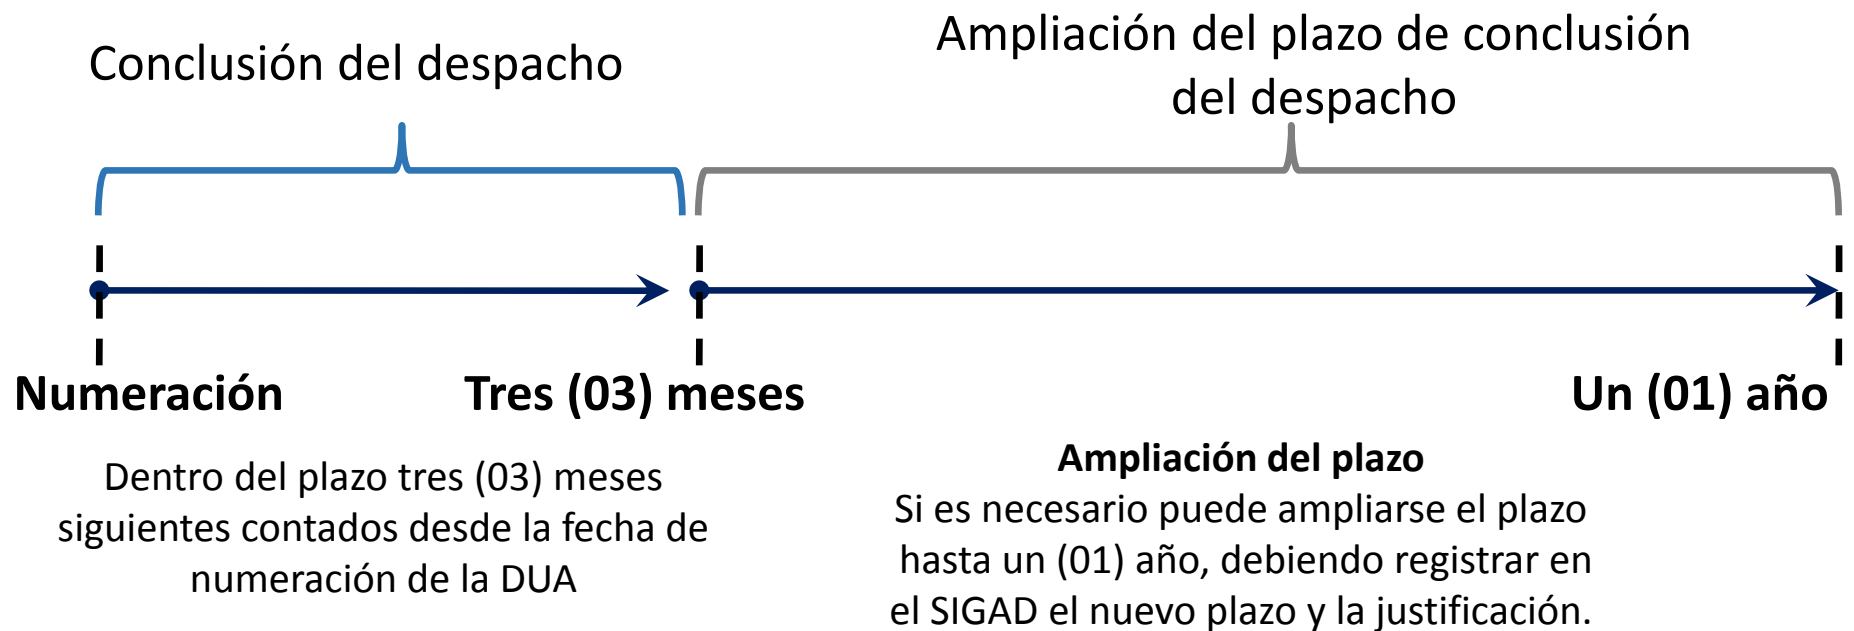 Conclusión del despacho
Ampliación del plazo de conclusión
del despacho
Numeración
Tres (03) meses
Un (01) año
Dentro del plazo tres (03) meses
siguientes contados desde la fecha de
numeración de la DUA
Ampliación del plazo
Si es necesario puede ampliarse el plazo
hasta un (01) año, debiendo registrar en
el SIGAD el nuevo plazo y la justificación.